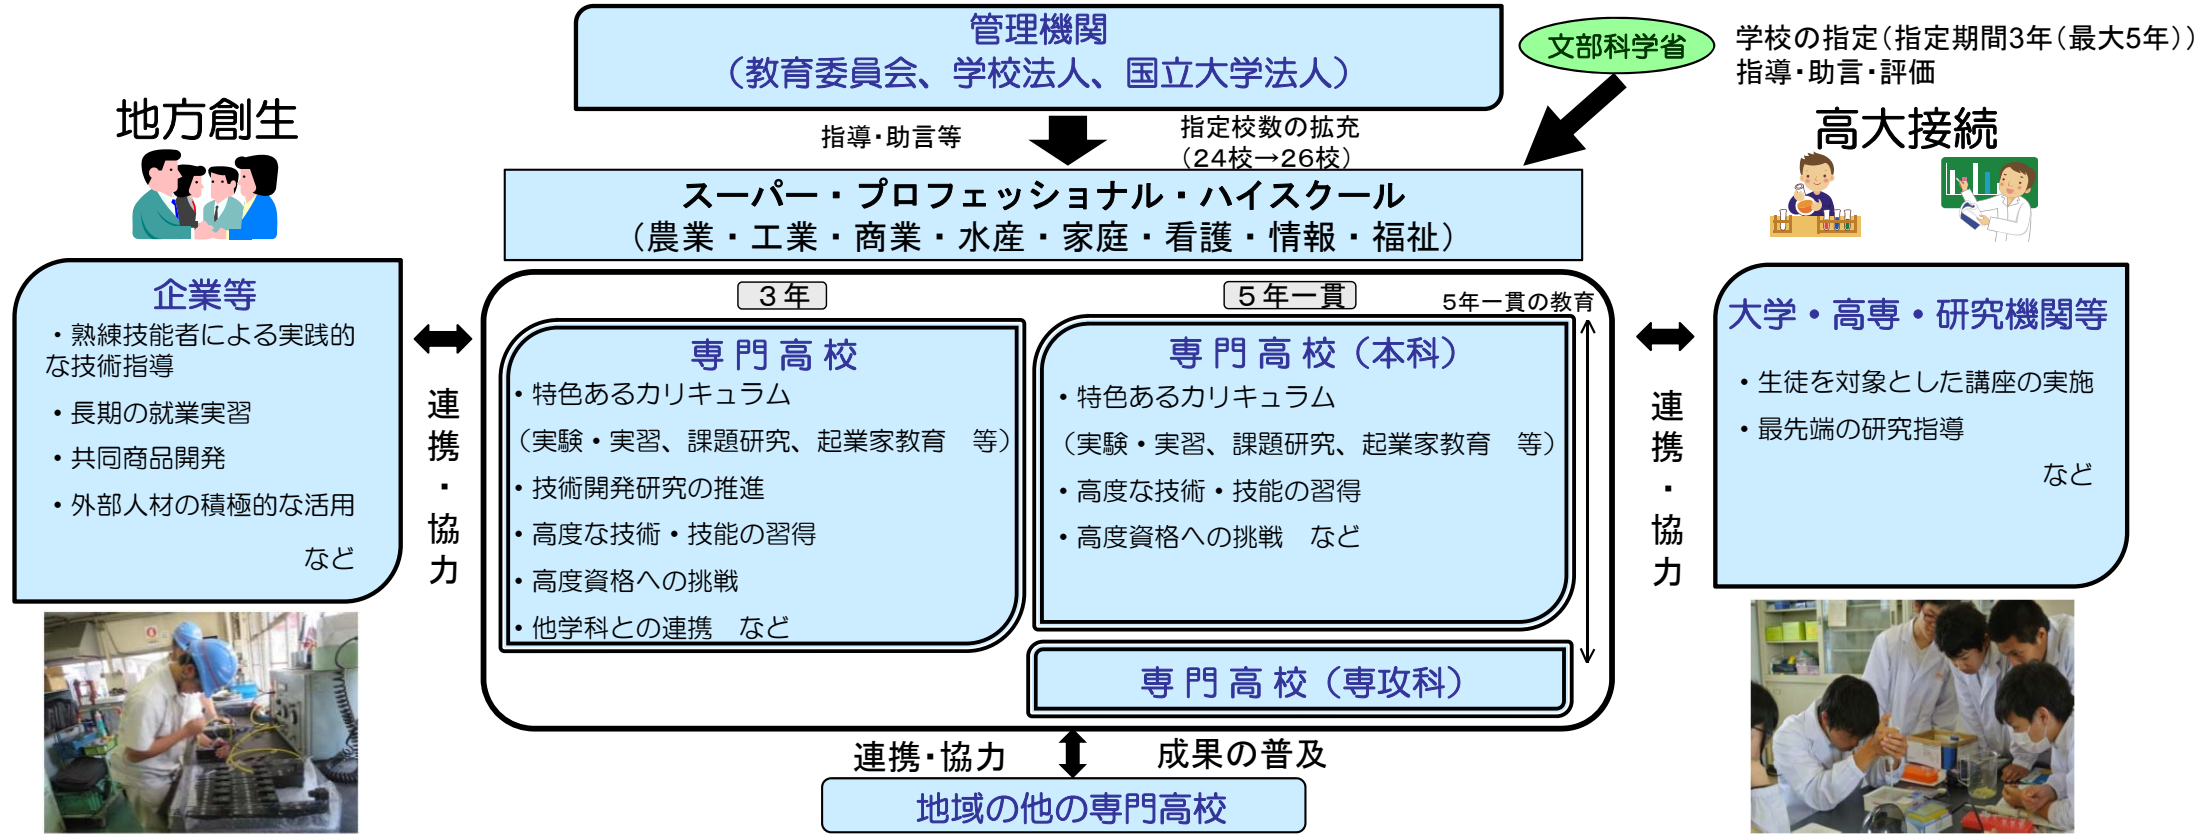 管理機関
（教育委員会、学校法人、国立大学法人）
文部科学省
学校の指定（指定期間3年（最大5年））
指導・助言・評価
地方創生
指導・助言等
指定校数の拡充
（24校→26校）
高大接続
スーパー・プロフェッショナル・ハイスクール
（農業・工業・商業・水産・家庭・看護・情報・福祉）
企業等
・熟練技能者による実践的
な技術指導
・長期の就業実習
・共同商品開発
・外部人材の積極的な活用
など
連携・協力
３年
専門高校
・特色あるカリキュラム
（実験・実習、課題研究、起業家教育　等）
・技術開発研究の推進
・高度な技術・技能の習得
・高度資格への挑戦
・他学科との連携　など
５年一貫
5年一貫の教育
専門高校（本科）
・特色あるカリキュラム
（実験・実習、課題研究、起業家教育　等）
・高度な技術・技能の習得
・高度資格への挑戦　など
専門高校（専攻科）
連携・協力
大学・高専・研究機関等
・生徒を対象とした講座の実施
・最先端の研究指導
など
連携・協力
成果の普及
地域の他の専門高校